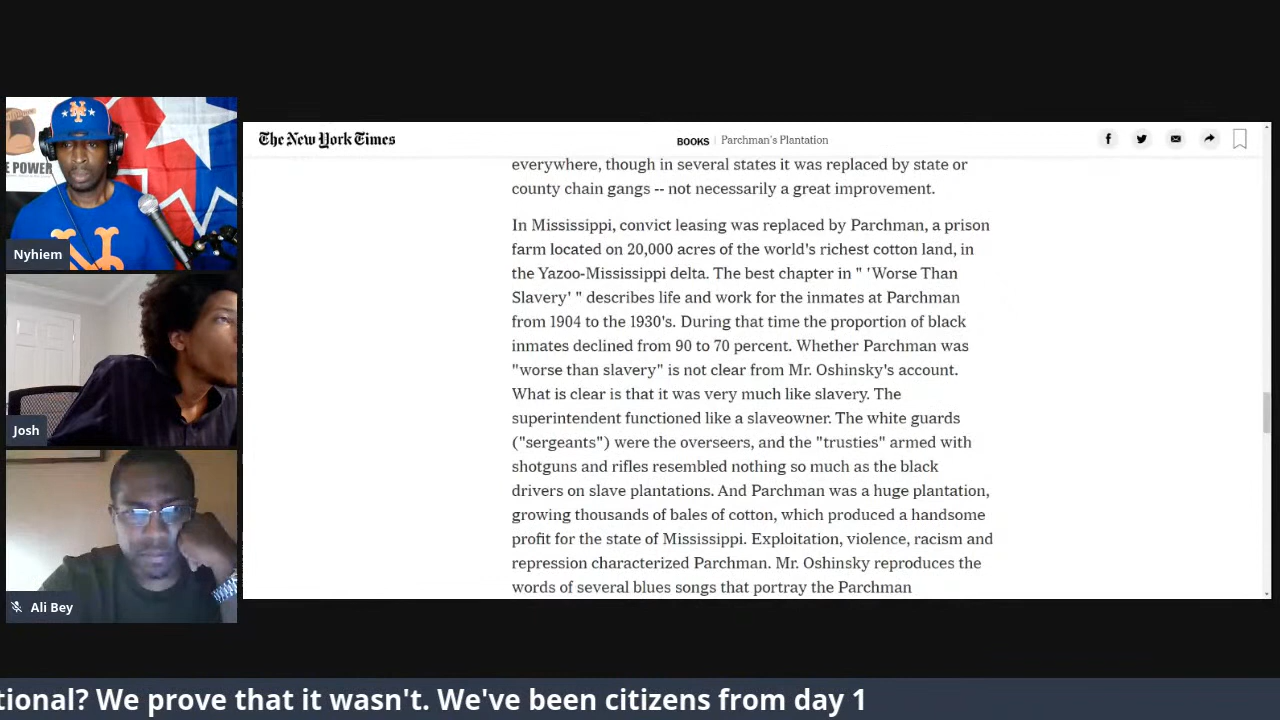 E POWER
Nyhiem
Josh
Ali Bey
The New York Times
BOOKS | Parchman's Plantation
everywhere, though in several states it was replaced by state or
county chain gangs -- not necessarily a great improvement.
In Mississippi, convict leasing was replaced by Parchman, a prison
farm located on 20,000 acres of the world's richest cotton land, in
the Yazoo-Mississippi delta. The best chapter in " 'Worse Than
Slavery' " describes life and work for the inmates at Parchman
from 1904 to the 1930's. During that time the proportion of black
inmates declined from 90 to 70 percent. Whether Parchman was
"worse than slavery" is not clear from Mr. Oshinsky's account.
What is clear is that it was very much like slavery. The
superintendent functioned like a slaveowner. The white guards
("sergeants") were the overseers, and the "trusties" armed with
shotguns and rifles resembled nothing so much as the black
drivers on slave plantations. And Parchman was a huge plantation,
growing thousands of bales of cotton, which produced a handsome
profit for the state of Mississippi. Exploitation, violence, racism and
repression characterized Parchman. Mr. Oshinsky reproduces the
words of several blues songs that portray the Parchman
tional? We prove that it wasn't. We've been citizens from day 1